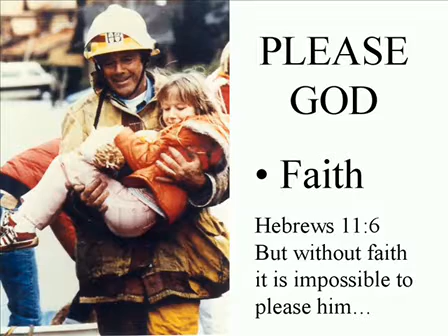 PLEASE
GOD
• Faith
Hebrews 11:6
But without faith
it is impossible to
please him…